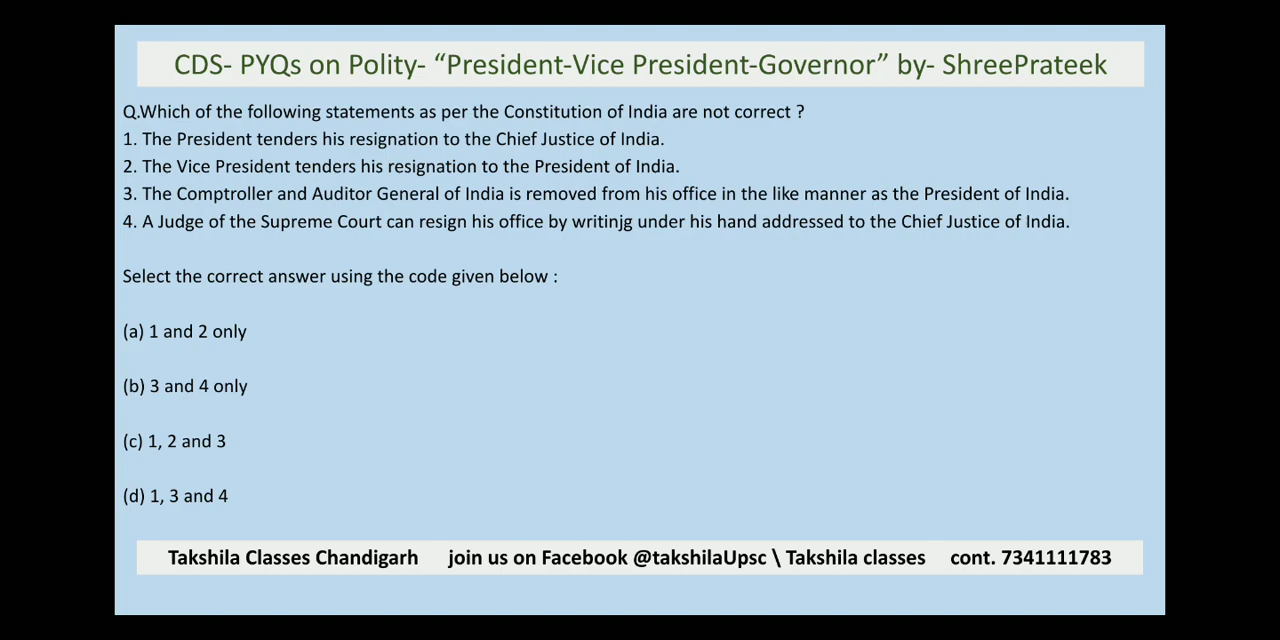 CDS- PYQs on Polity- “President-Vice President-Governor” by- ShreePrateek
Q.Which of the following statements as per the Constitution of India are not correct ?
1. The President tenders his resignation to the Chief Justice of India.
2. The Vice President tenders his resignation to the President of India.
3. The Comptroller and Auditor General of India is removed from his office in the like manner as the President of India.
4. A Judge of the Supreme Court can resign his office by writinjg under his hand addressed to the Chief Justice of India.
Select the correct answer using the code given below :
(a) 1 and 2 only
(b) 3 and 4 only
(c) 1, 2 and 3
(d) 1, 3 and 4
Takshila Classes Chandigarh join us on Facebook @takshilaUpsc \ Takshila classes cont. 7341111783